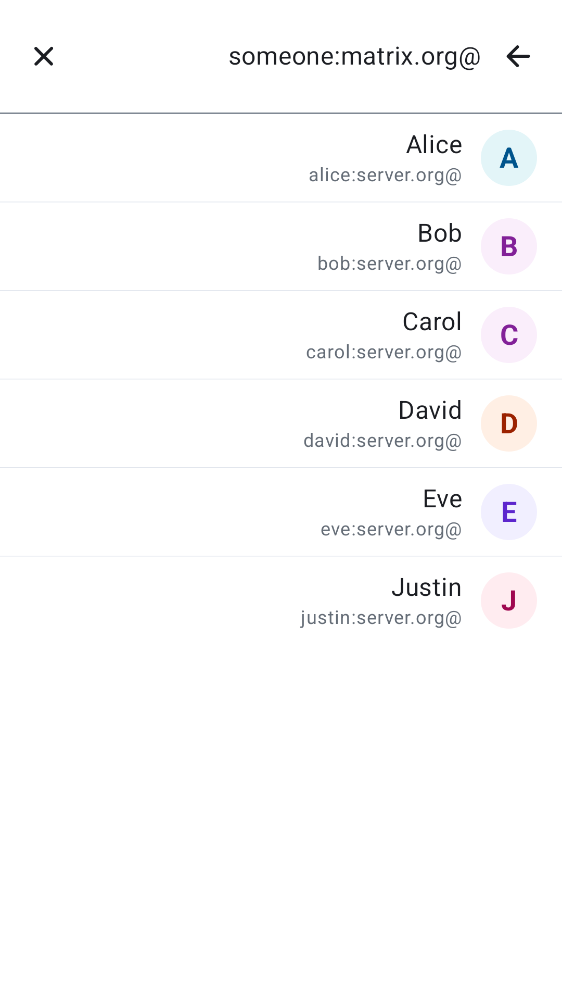 someone:matrix.org@
Alice
A
alice:server.org@
Bob
B
bob:server.org@
Carol
C
carol:server.org@
David
D
david:server.org@
Eve
E
eve:server.org@
Justin
J
justin:server.org@